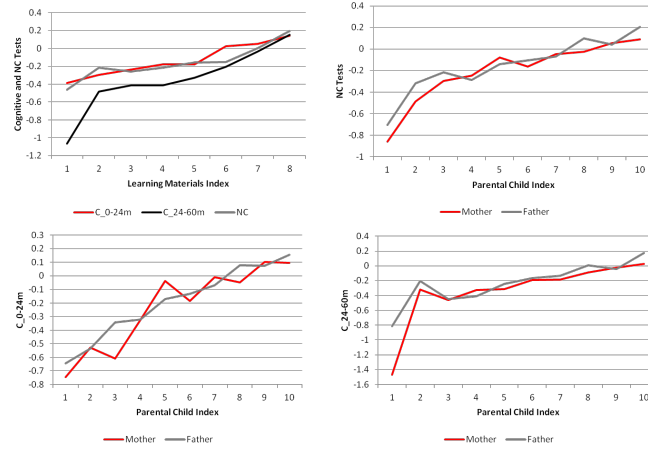 0.4
0.2
0
-0.2
-0.4
-0.6
-0.8
-1
-1.2
Cognitive and NC Tests
1 2 3 4 5 6 7 8
Learning Materials Index
C_0-24m C_24-60m NC
0.4
0.2
0
-0.2
-0.4
-0.6
-0.8
-1
NC Tests
1 2 3 4 5 6 7 8 9 10
Parental Child Index
Mother Father
0.3
0.2
0.1
0
-0.1
-0.2
-0.3
-0.4
-0.5
-0.6
-0.7
-0.8
C_0-24m
1 2 3 4 5 6 7 8 9 10
Parental Child Index
Mother Father
0.4
0.2
0
-0.2
-0.4
-0.6
-0.8
-1
-1.2
-1.4
-1.6
C_24-60m
1 2 3 4 5 6 7 8 9 10
Parental Child Index
Mother Father